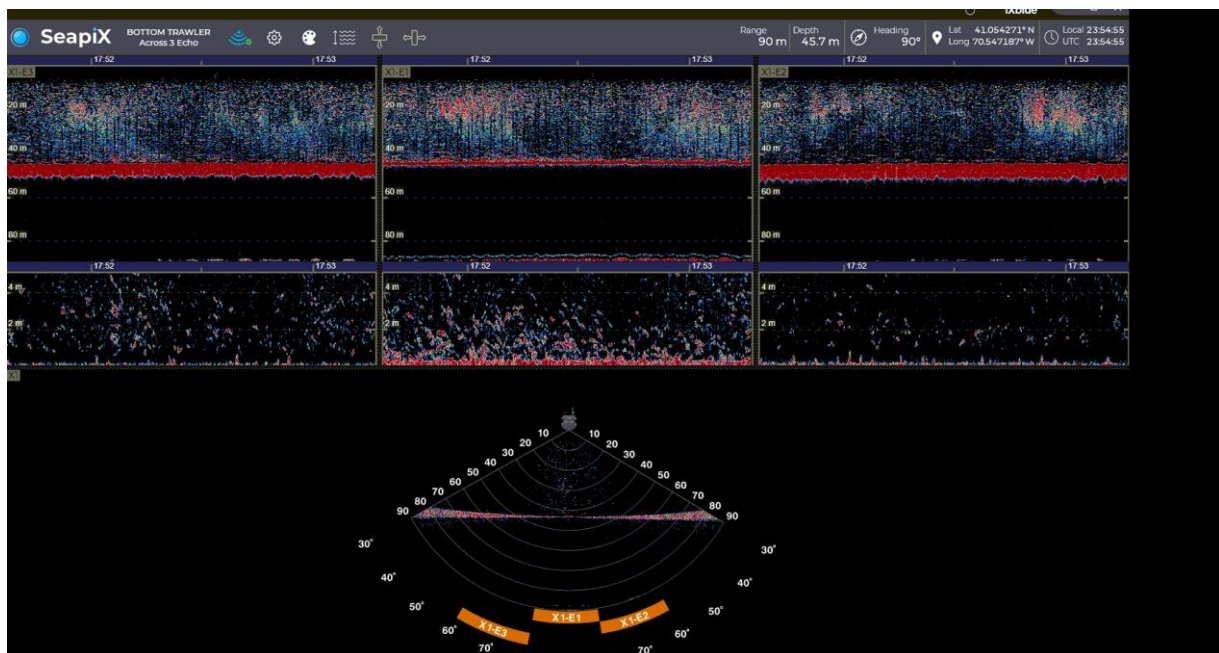 iXblue
SeapiX BOTTOM TRAWLER Across 3 Echo Range 90 m Depth 45.7 m Heading 90° Lat 41.054271° N Long 70.547187° W Local 23:54:55 UTC 23:54:55
17:52 17:53 17:52 17:53 17:52 17:53
X1-E3 X1-E1 X1-E2
20 m 20 m 20 m
40 m 40 m 40 m
60 m 60 m 60 m
80 m 80 m 80 m
17:52 17:53 17:52 17:53 17:52 17:53
4 m 4 m 4 m
2 m 2 m 2 m
X1
10 10
20 20
30 30
40 40
50 50
60 60
70 70
80 80
90 90
30° 30°
40° 40°
50° 50°
X1-E3 X1-E1 X1-E2
60° 60°
70° 70°